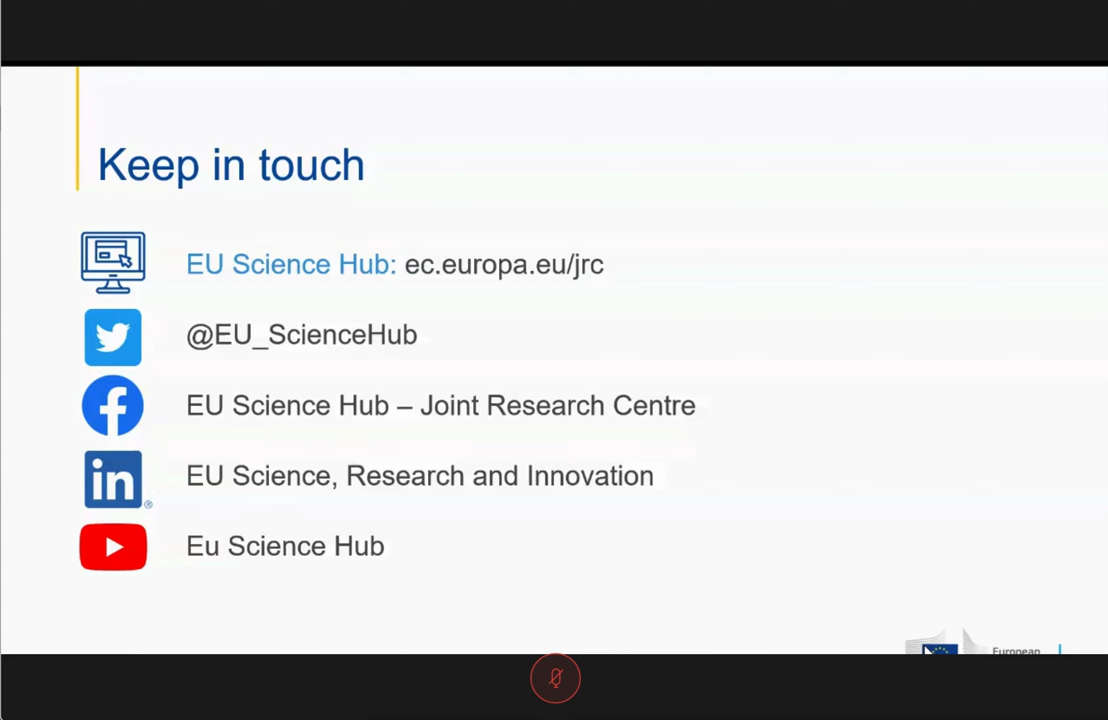 Keep in touch
EU Science Hub: ec.europa.eu/jrc
@EU_ScienceHub
EU Science Hub – Joint Research Centre
in®
EU Science, Research and Innovation
Eu Science Hub
European